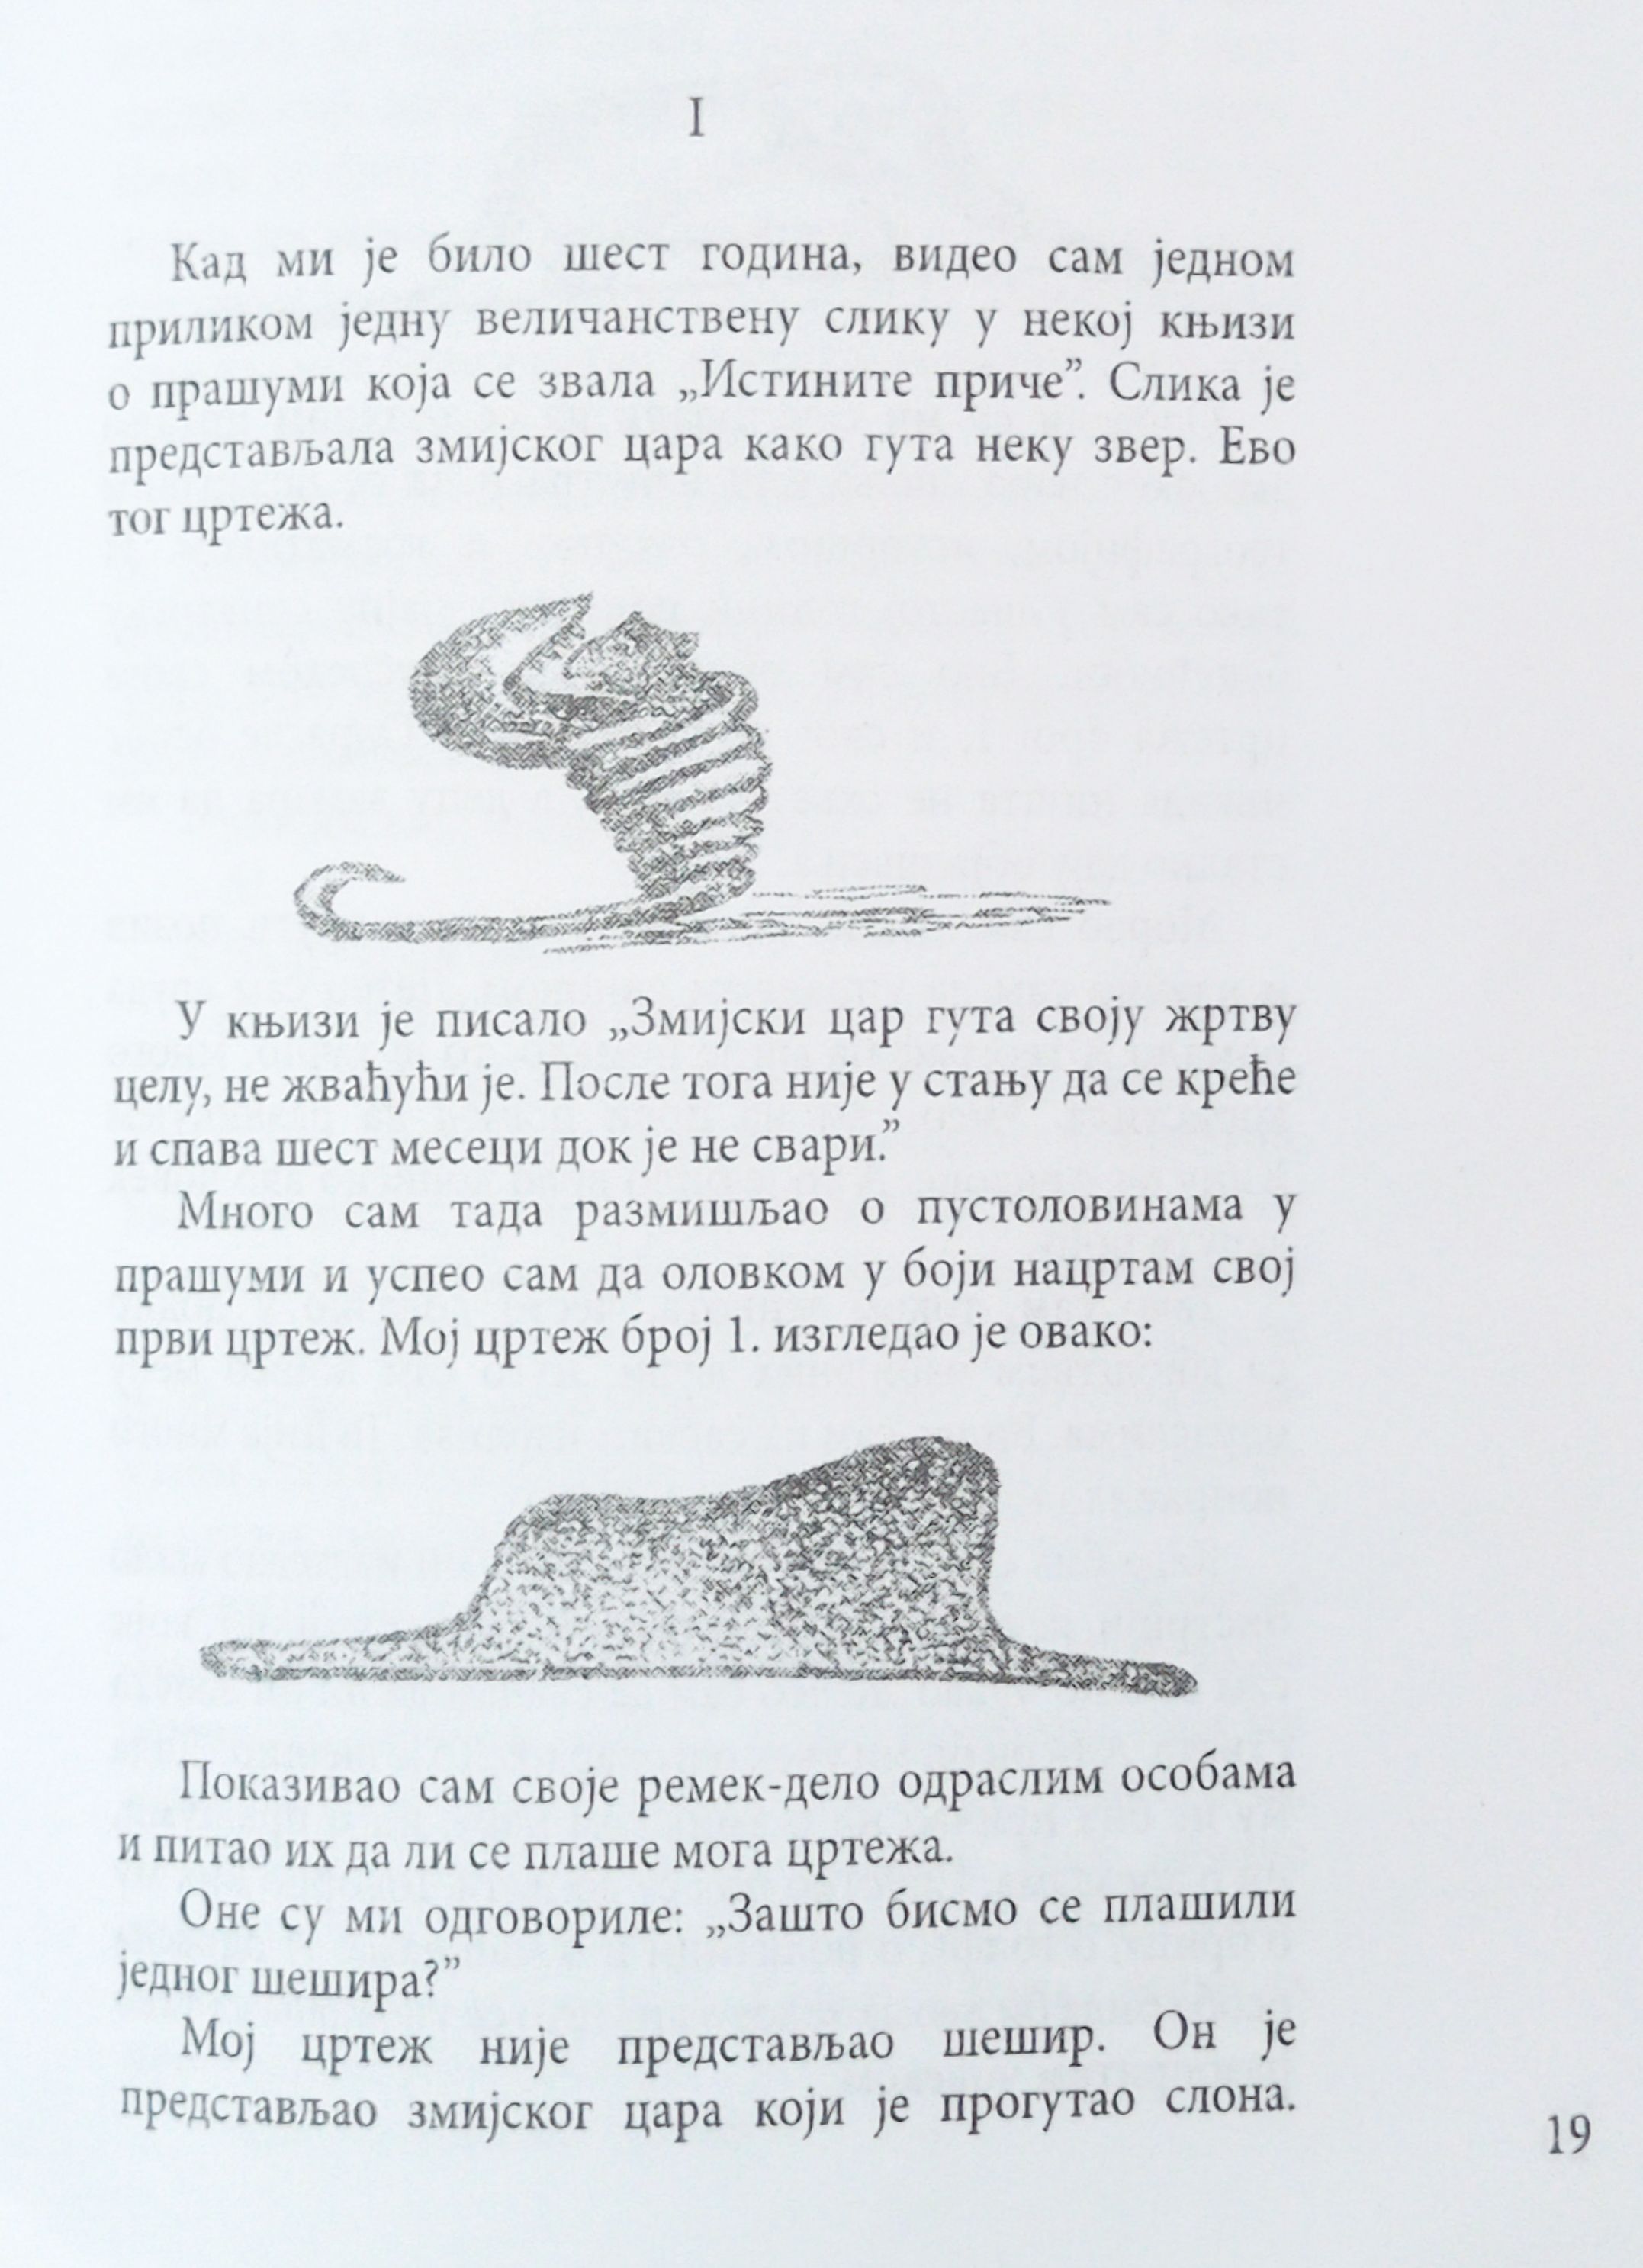 I
Кад ми је било шест година, видео сам једном
приликом једну величанствену слику у некој књизи
о прашуми која се звала „Истините приче”. Слика је
представљала змијског цара како гута неку звер. Ево
тог цртежа.
У књизи је писало „Змијски цар гута своју жртву
целу, не жваћући је. После тога није у стању да се креће
и спава шест месеци док је не свари.”
Много сам тада размишљао о пустоловинама у
прашуми и успео сам да оловком у боји нацртам свој
први цртеж. Мој цртеж број 1. изгледао је овако:
Показивао сам своје ремек-дело одраслим особама
и питао их да ли се плаше мога цртежа.
Оне су ми одговориле: „Зашто бисмо се плашили
једног шешира?”
Мој цртеж није представљао шешир. Он је
представљао змијског цара који је прогутао слона.
19